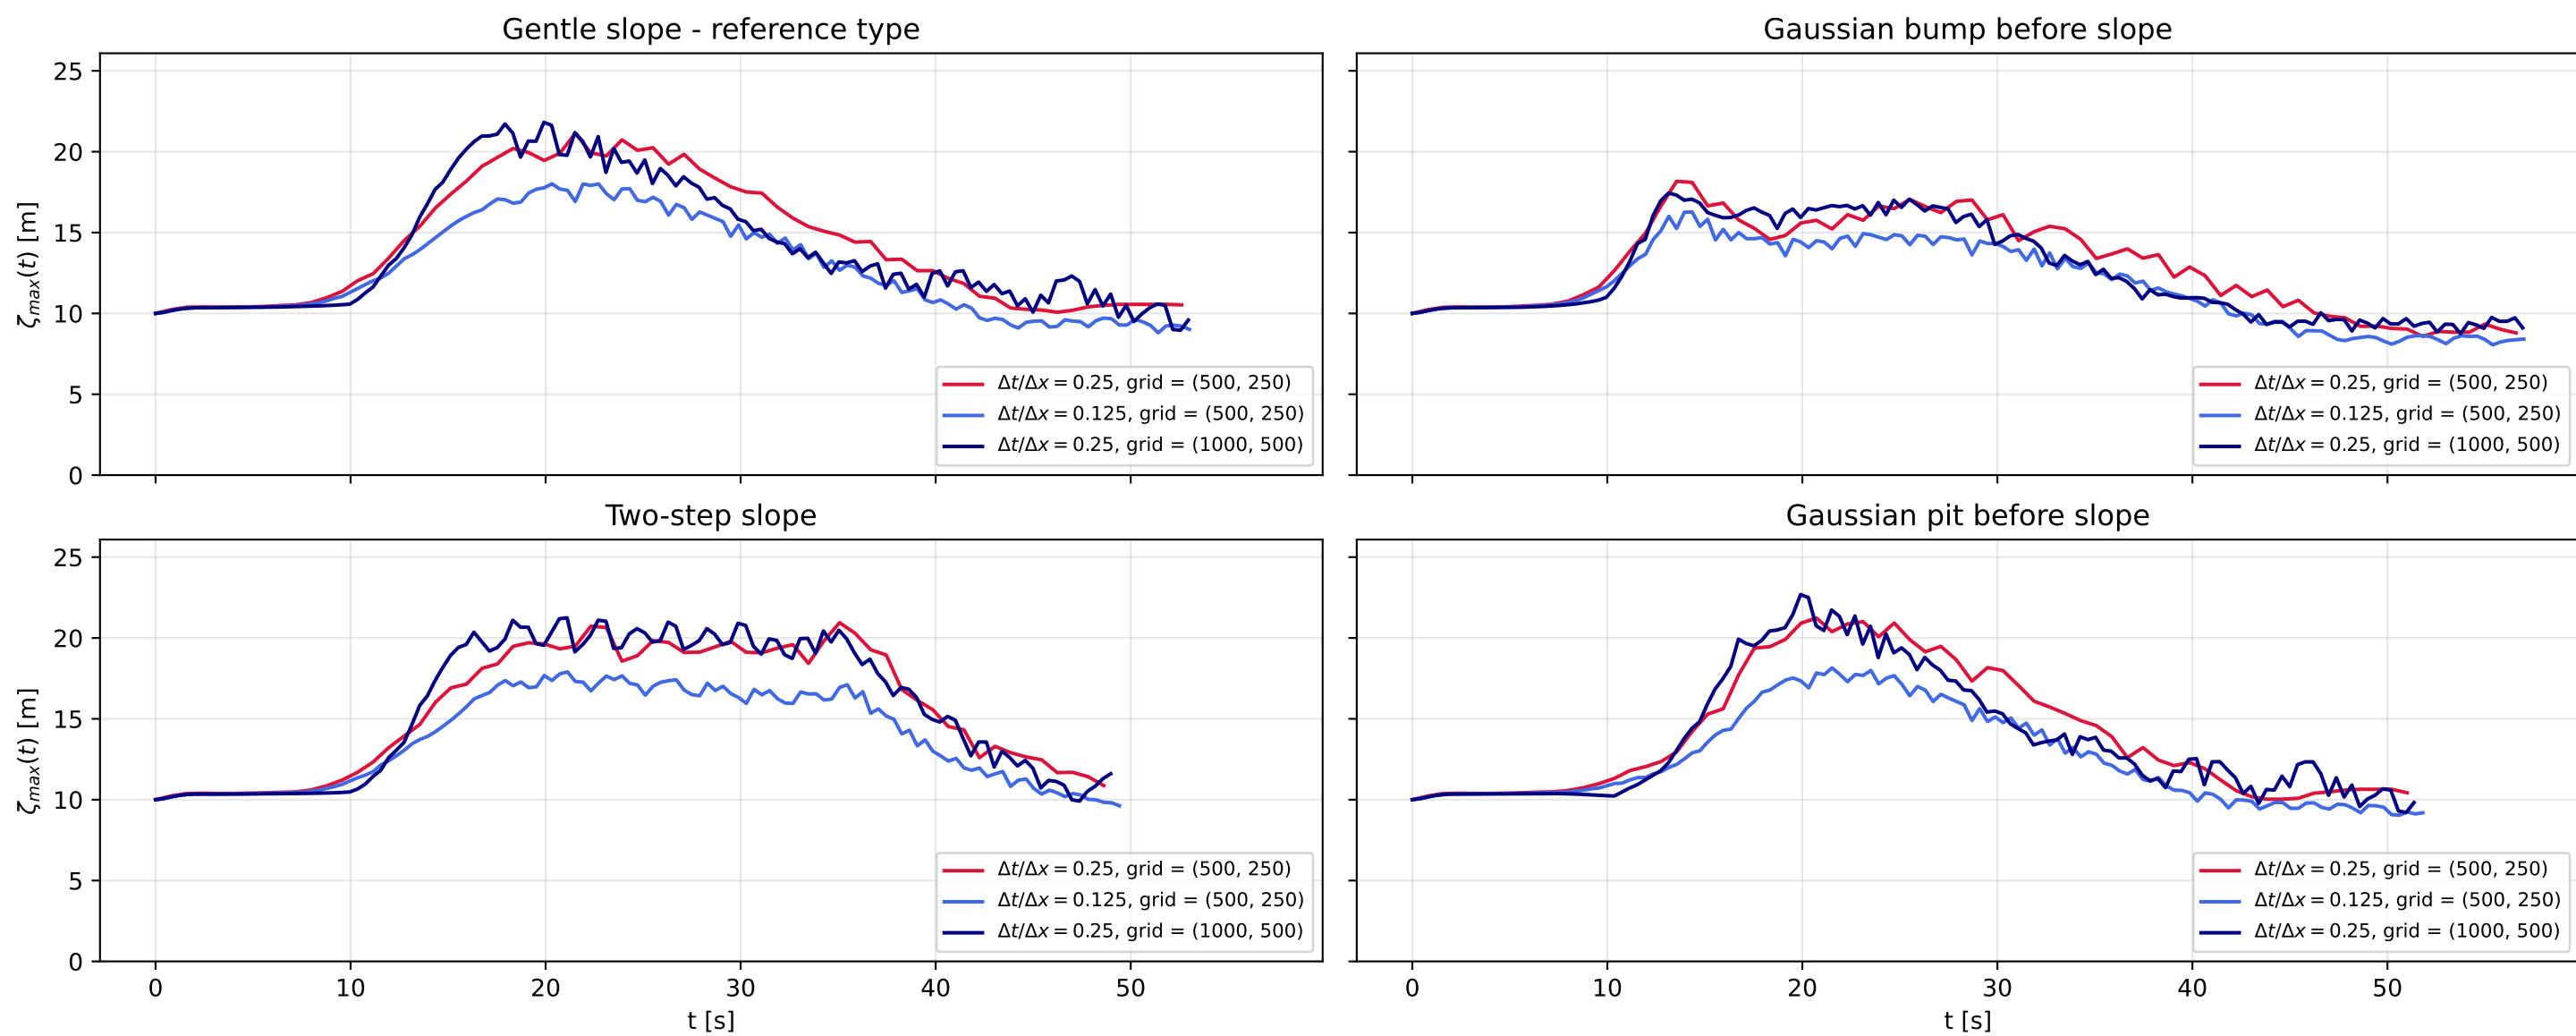 Gentle slope - reference type
ζmax(t) [m]
25
20
15
10
5
0
Δt/Δx = 0.25, grid = (500, 250)
Δt/Δx = 0.125, grid = (500, 250)
Δt/Δx = 0.25, grid = (1000, 500)
Gaussian bump before slope
Δt/Δx = 0.25, grid = (500, 250)
Δt/Δx = 0.125, grid = (500, 250)
Δt/Δx = 0.25, grid = (1000, 500)
Two-step slope
ζmax(t) [m]
25
20
15
10
5
0
Δt/Δx = 0.25, grid = (500, 250)
Δt/Δx = 0.125, grid = (500, 250)
Δt/Δx = 0.25, grid = (1000, 500)
0 10 20 30 40 50
t [s]
Gaussian pit before slope
Δt/Δx = 0.25, grid = (500, 250)
Δt/Δx = 0.125, grid = (500, 250)
Δt/Δx = 0.25, grid = (1000, 500)
0 10 20 30 40 50
t [s]